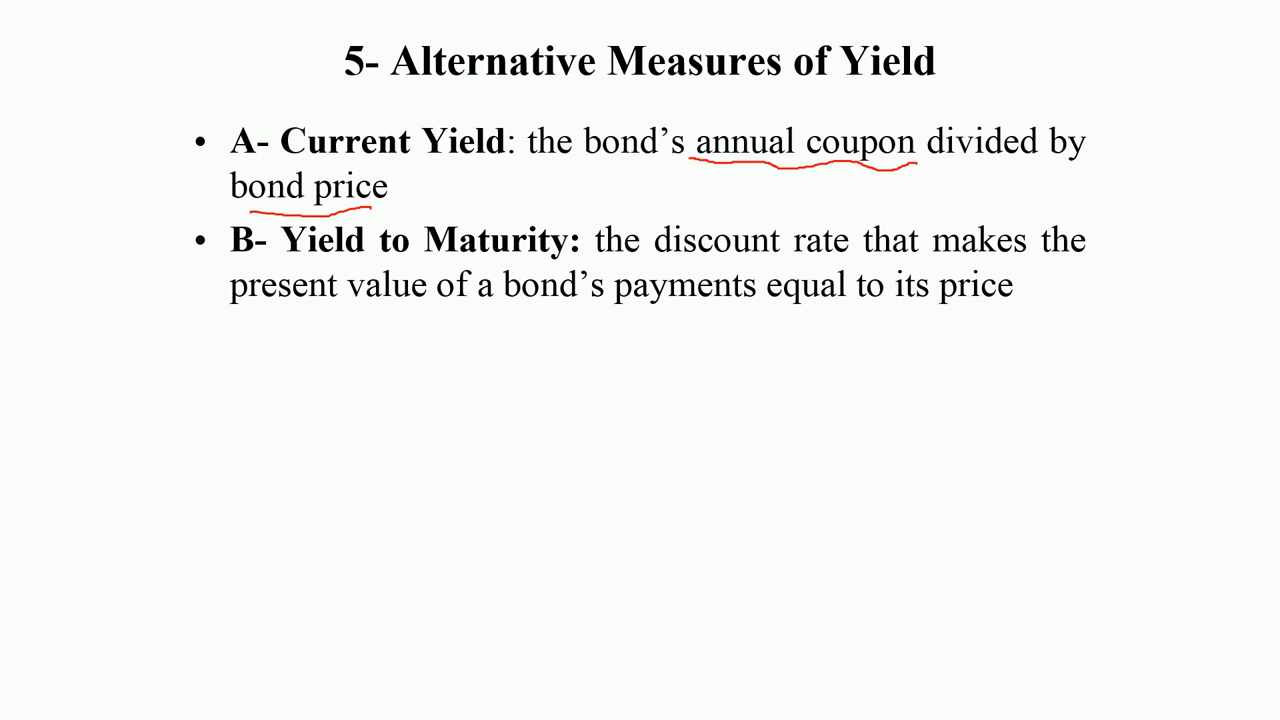 5- Alternative Measures of Yield
• A- Current Yield: the bond’s annual coupon divided by
bond price
• B- Yield to Maturity: the discount rate that makes the
present value of a bond’s payments equal to its price